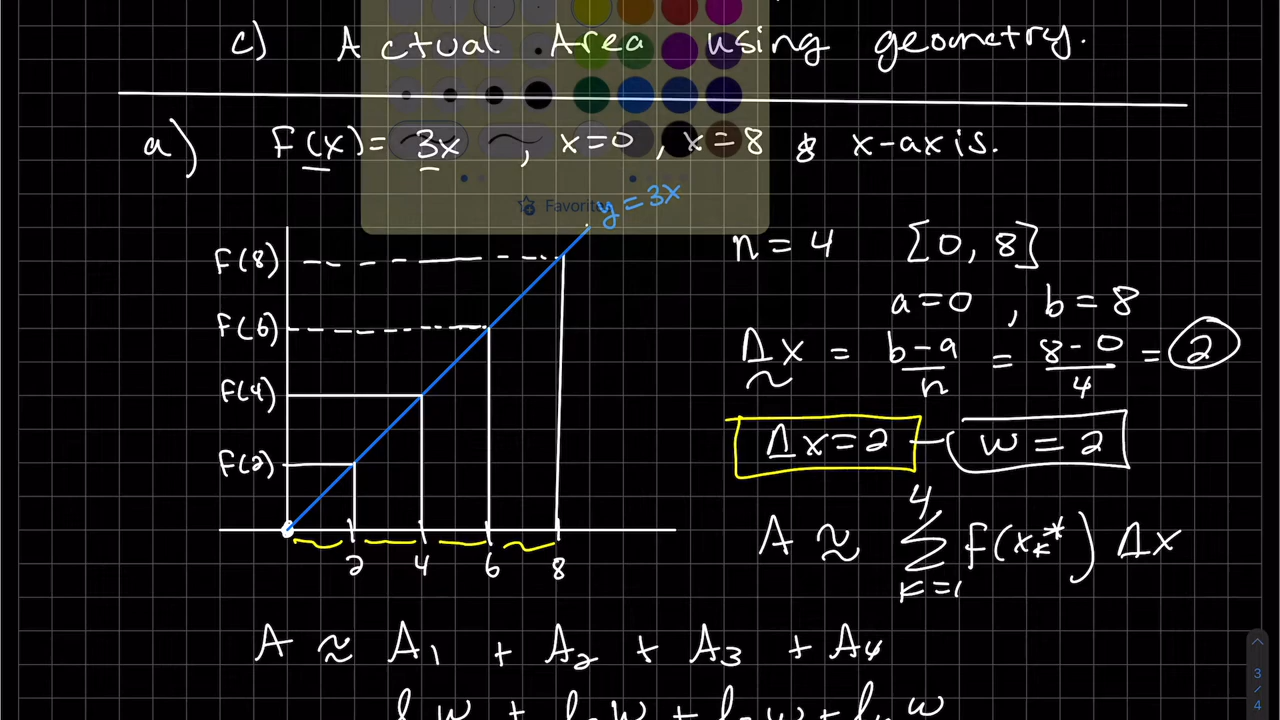 c) Actual Area using geometry.
a) F(x)= 3x , x=0 , x=8 & x-axis.
Favorites
y = 3x
n = 4 [0, 8]
a=0 , b=8
Δx = b-a/n = 8-0/4 = 2
Δx=2 w = 2
A ≈ 4 Σ k=1 f(x_k*) Δx
F(8)
F(6)
F(4)
F(2)
2 4 6 8
A ≈ A1 + A2 + A3 + A4
3 / 4